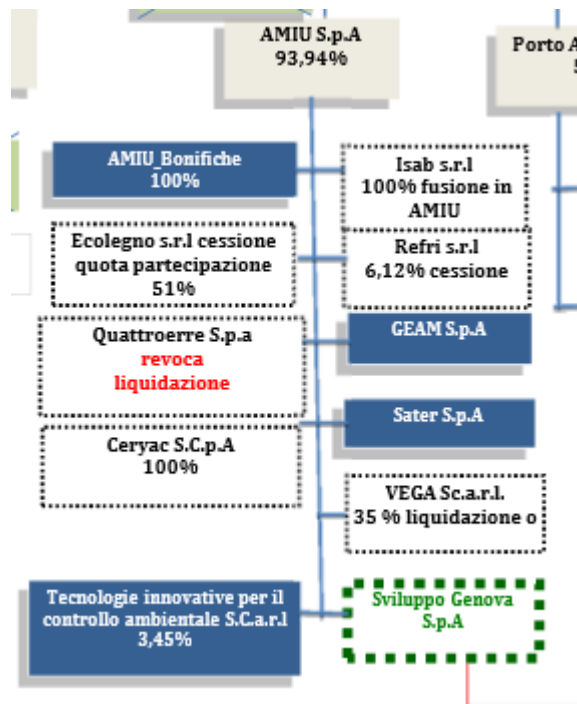 AMIU S.p.A
93,94%
Porto A
5
AMIU_Bonifiche
100%
Isab s.r.l
100% fusione in
AMIU
Ecolegno s.r.l cessione
quota partecipazione
51%
Refri s.r.l
6,12% cessione
Quattroerre S.p.a
revoca
liquidazione
GEAM S.p.A
Ceryac S.C.p.A
100%
Sater S.p.A
VEGA Sc.a.r.l.
35 % liquidazione o
Tecnologie innovative per il
controllo ambientale S.C.a.r.l
3,45%
Sviluppo Genova
S.p.A